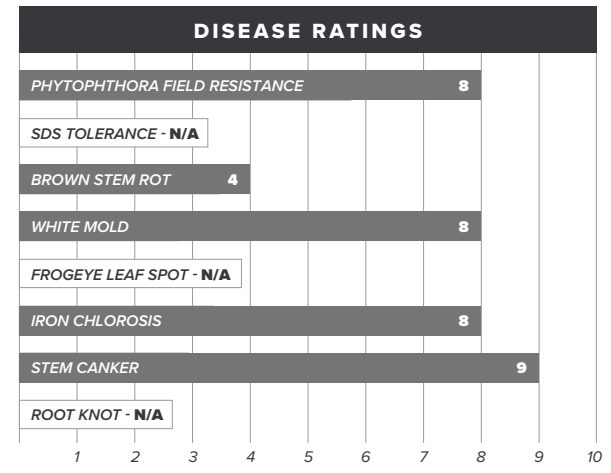 DISEASE RATINGS
PHYTOPHTHORA FIELD RESISTANCE 8
SDS TOLERANCE - N/A
BROWN STEM ROT 4
WHITE MOLD 8
FROGEYE LEAF SPOT - N/A
IRON CHLOROSIS 8
STEM CANKER 9
ROOT KNOT - N/A
1 2 3 4 5 6 7 8 9 10